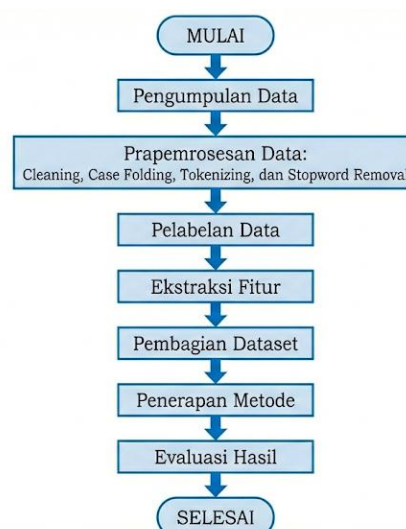 MULAI
Pengumpulan Data
Prapemrosesan Data:
Cleaning, Case Folding, Tokenizing, dan Stopword Removal
Pelabelan Data
Ekstraksi Fitur
Pembagian Dataset
Penerapan Metode
Evaluasi Hasil
SELESAI